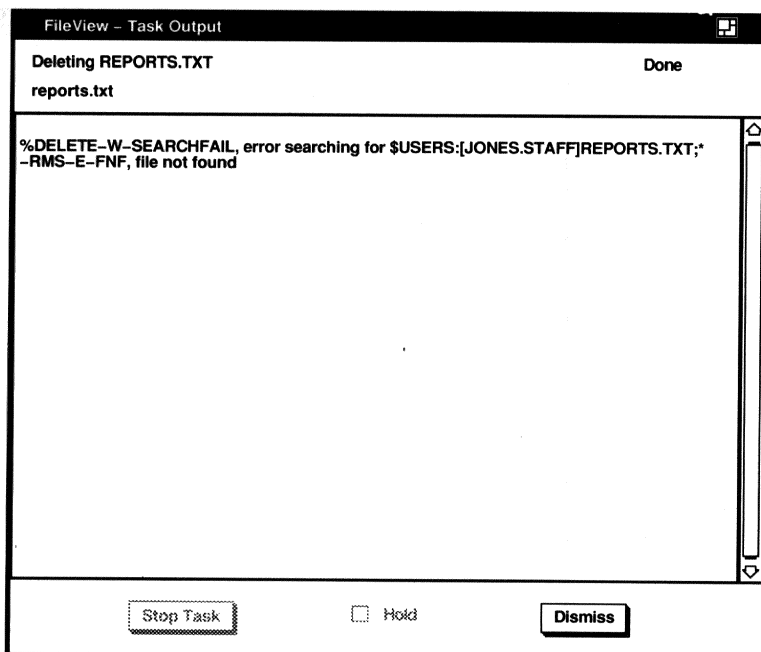 FileView – Task Output
Deleting REPORTS.TXT Done
reports.txt
%DELETE–W–SEARCHFAIL, error searching for $USERS:[JONES.STAFF]REPORTS.TXT;*
–RMS–E–FNF, file not found
Stop Task Hold Dismiss